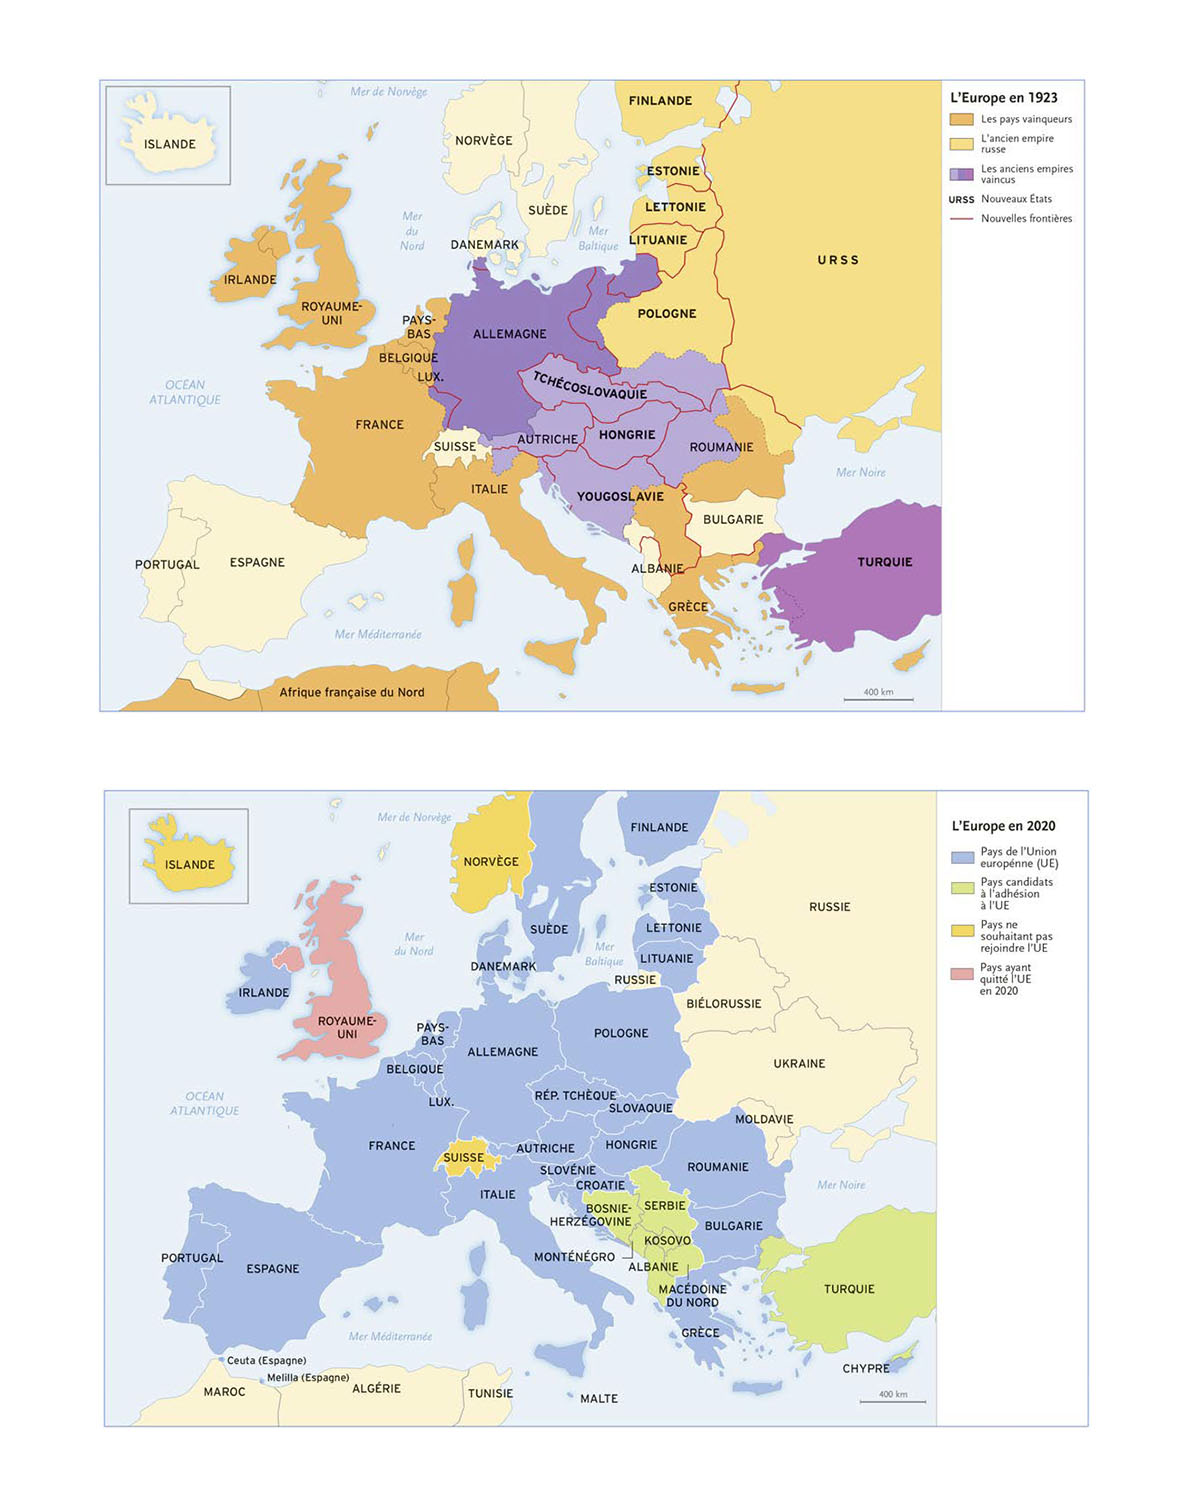 Mer de Norvège
FINLANDE
ISLANDE
NORVÈGE
ESTONIE
SUÈDE
LETTONIE
Mer
du
Nord
Mer
Baltique
DANEMARK
LITUANIE
URSS
IRLANDE
ROYAUME-
UNI
PAYS-
BAS
ALLEMAGNE
POLOGNE
BELGIQUE
LUX.
TCHÉCOSLOVAQUIE
OCÉAN
ATLANTIQUE
FRANCE
SUISSE
AUTRICHE
HONGRIE
ROUMANIE
Mer Noire
ITALIE
YOUGOSLAVIE
BULGARIE
PORTUGAL
ESPAGNE
ALBANIE
TURQUIE
GRÈCE
Mer Méditerranée
Afrique française du Nord
400 km
L'Europe en 1923
Les pays vainqueurs
L'ancien empire
russe
Les anciens empires
vaincus
URSS Nouveaux États
Nouvelles frontières
Mer de Norvège
FINLANDE
ISLANDE
NORVÈGE
ESTONIE
RUSSIE
SUÈDE
LETTONIE
Mer
du Nord
Mer
Baltique
DANEMARK
LITUANIE
RUSSIE
IRLANDE
BIÉLORUSSIE
ROYAUME-
UNI
PAYS-
BAS
ALLEMAGNE
POLOGNE
UKRAINE
BELGIQUE
LUX.
RÉP. TCHÈQUE
SLOVAQUIE
OCÉAN
ATLANTIQUE
MOLDAVIE
FRANCE
SUISSE
AUTRICHE
HONGRIE
SLOVÉNIE
ROUMANIE
CROATIE
Mer Noire
ITALIE
BOSNIE-
HERZÉGOVINE
SERBIE
BULGARIE
KOSOVO
PORTUGAL
ESPAGNE
MONTÉNÉGRO
ALBANIE
MACÉDOINE
DU NORD
TURQUIE
GRÈCE
Mer Méditerranée
Ceuta (Espagne)
Melilla (Espagne)
CHYPRE
MAROC
ALGÉRIE
TUNISIE
MALTE
400 km
L'Europe en 2020
Pays de l'Union
europénne (UE)
Pays candidats
à l'adhésion
à l'UE
Pays ne
souhaitant pas
rejoindre l'UE
Pays ayant
quitté l'UE
en 2020